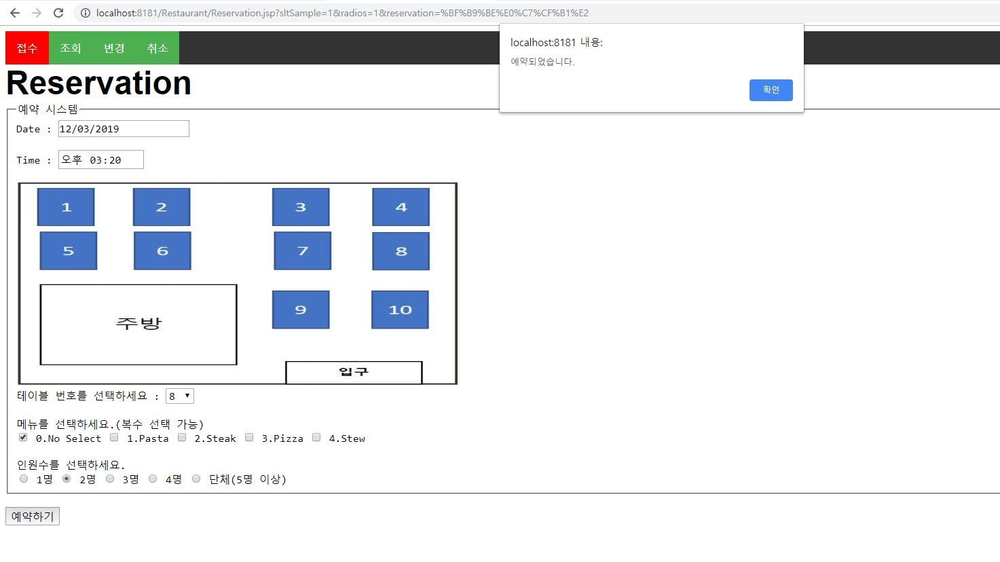 localhost:8181/Restaurant/Reservation.jsp?sltSample=1&radios=1&reservation=%BF%B9%BE%E0%C7%CF%B1%E2
localhost:8181 내용:
예약되었습니다.
확인
접수 조회 변경 취소
Reservation
예약 시스템
Date : 12/03/2019
Time : 오후 03:20
1 2 3 4
5 6 7 8
9 10
주방
입구
테이블 번호를 선택하세요 : 8
메뉴를 선택하세요.(복수 선택 가능)
0.No Select 1.Pasta 2.Steak 3.Pizza 4.Stew
인원수를 선택하세요.
1명 2명 3명 4명 단체(5명 이상)
예약하기